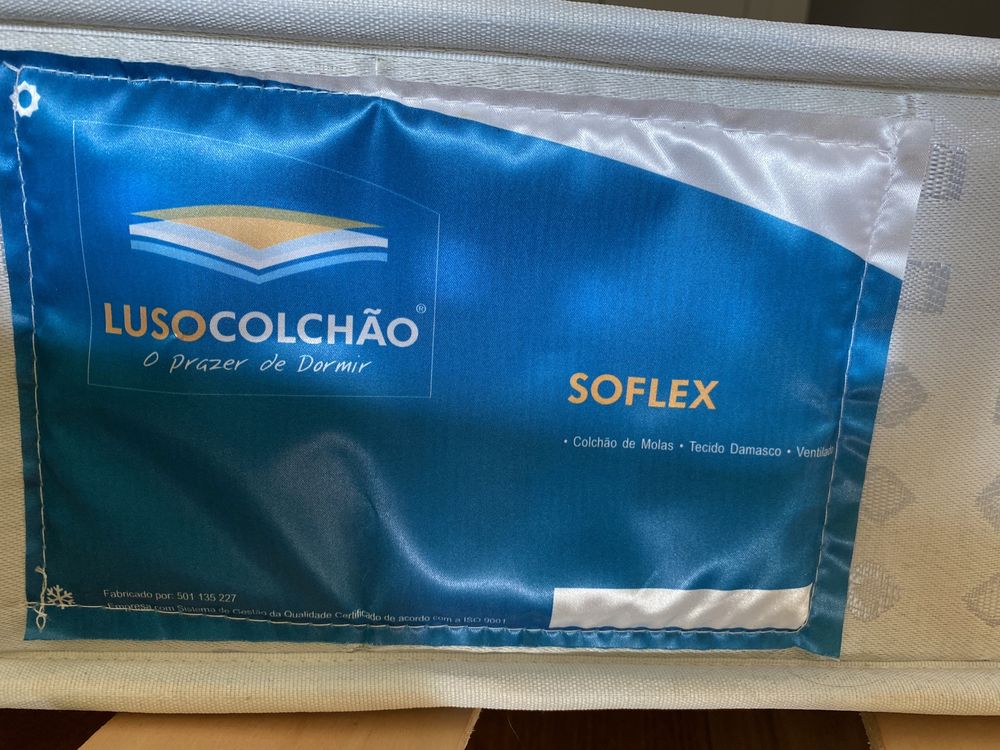 LUSOCOLCHÃO®
O Prazer de Dormir
SOFLEX
• Colchão de Molas • Tecido Damasco • Ventilado
Fabricado por: 501 135 227
Empresa com Sistema de Gestão da Qualidade Certificado de acordo com a ISO 9001